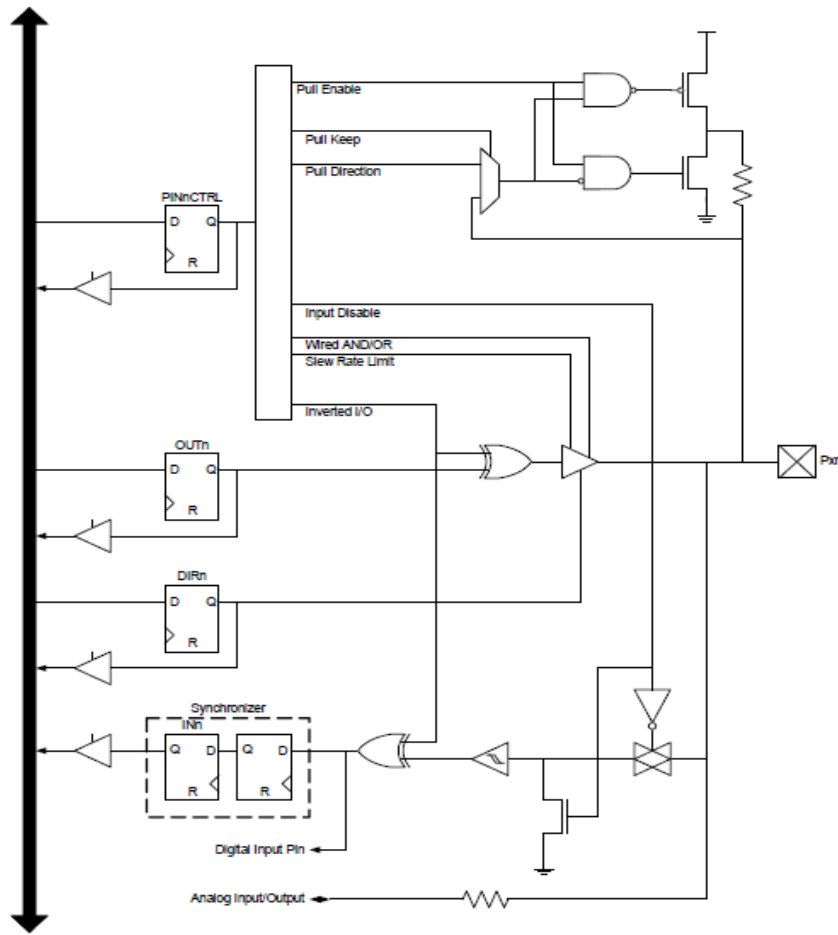 Pull Enable
Pull Keep
Pull Direction
PINnCTRL
D Q
R
Input Disable
Wired AND/OR
Slew Rate Limit
Inverted I/O
OUTn
D Q
R
Pxn
DIRn
D Q
R
Synchronizer
INn
Q D Q D
R R
Digital Input Pin
Analog Input/Output